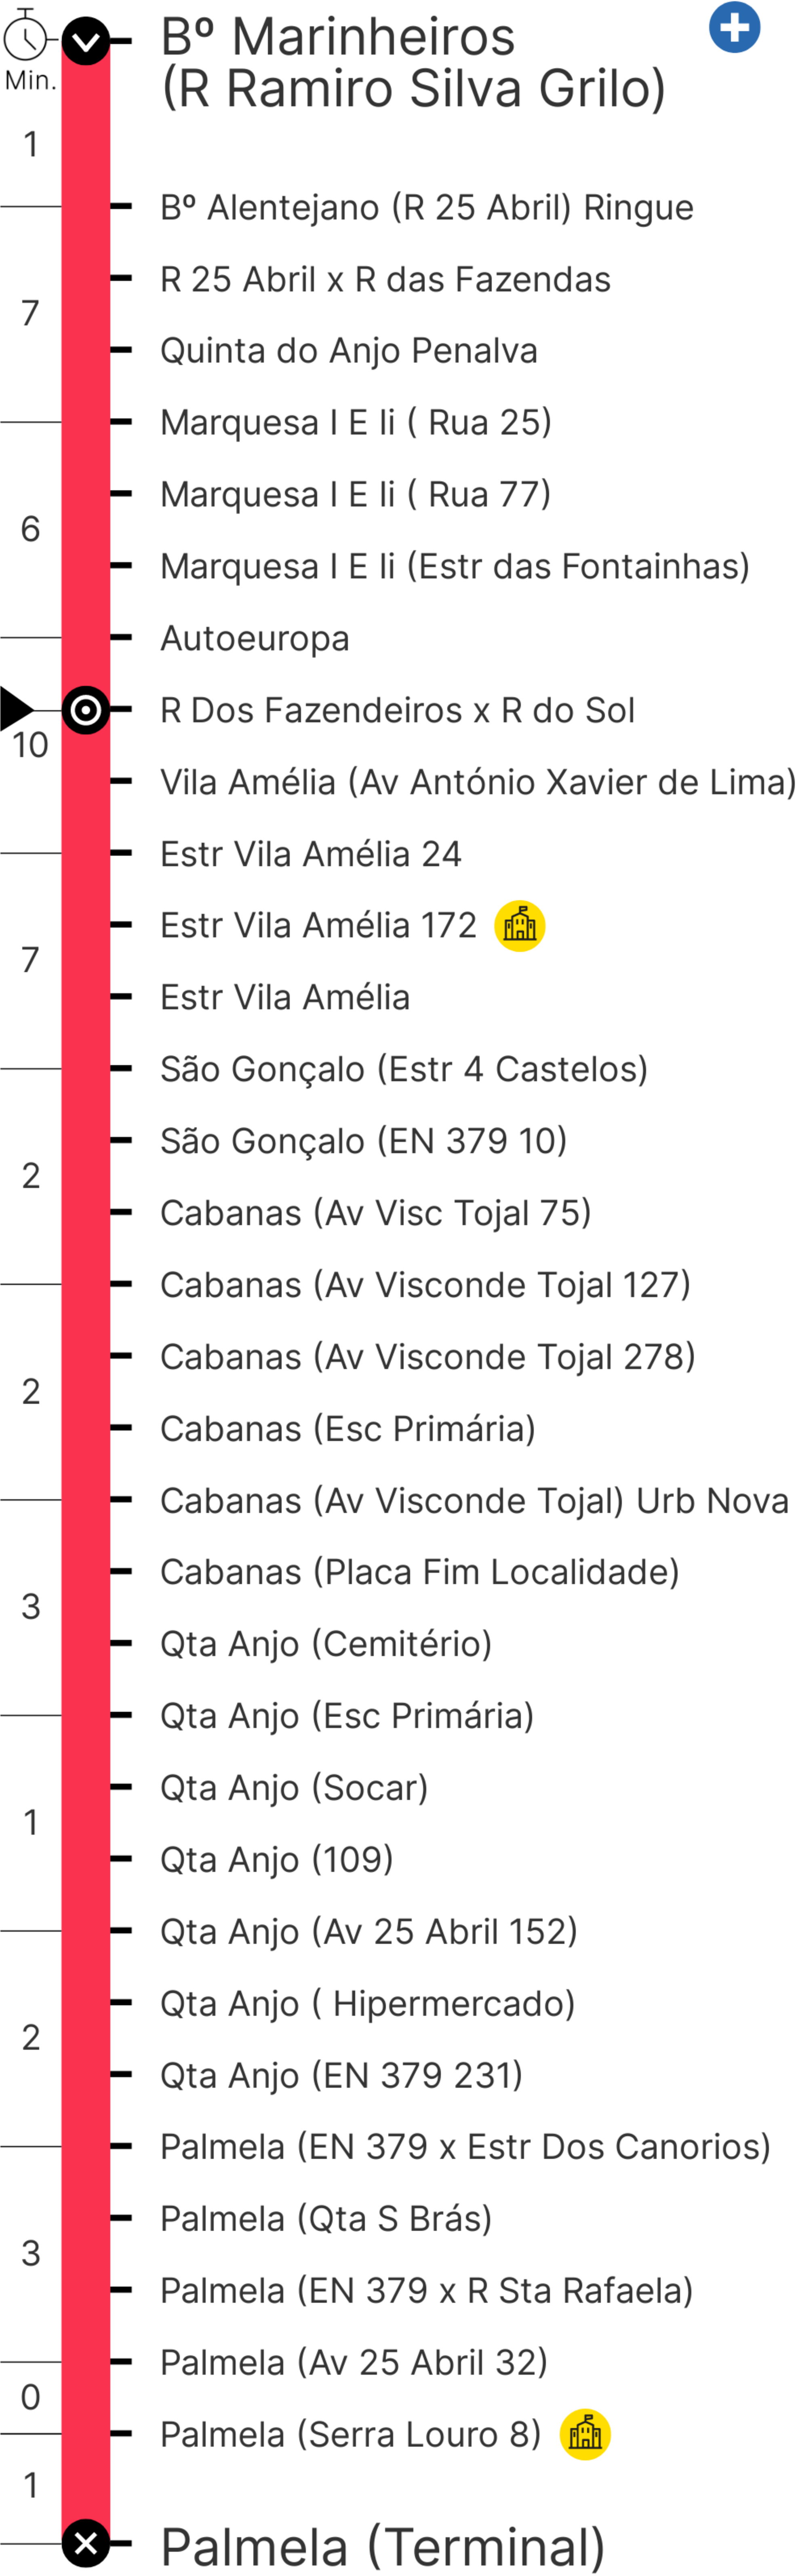 Bº Marinheiros
(R Ramiro Silva Grilo)
Min.
1
Bº Alentejano (R 25 Abril) Ringue
R 25 Abril x R das Fazendas
7
Quinta do Anjo Penalva
Marquesa I E Ii ( Rua 25)
Marquesa I E Ii ( Rua 77)
6
Marquesa I E Ii (Estr das Fontainhas)
Autoeuropa
R Dos Fazendeiros x R do Sol
10
Vila Amélia (Av António Xavier de Lima)
Estr Vila Amélia 24
Estr Vila Amélia 172
7
Estr Vila Amélia
São Gonçalo (Estr 4 Castelos)
São Gonçalo (EN 379 10)
2
Cabanas (Av Visc Tojal 75)
Cabanas (Av Visconde Tojal 127)
Cabanas (Av Visconde Tojal 278)
2
Cabanas (Esc Primária)
Cabanas (Av Visconde Tojal) Urb Nova
Cabanas (Placa Fim Localidade)
3
Qta Anjo (Cemitério)
Qta Anjo (Esc Primária)
Qta Anjo (Socar)
1
Qta Anjo (109)
Qta Anjo (Av 25 Abril 152)
Qta Anjo ( Hipermercado)
2
Qta Anjo (EN 379 231)
Palmela (EN 379 x Estr Dos Canorios)
Palmela (Qta S Brás)
3
Palmela (EN 379 x R Sta Rafaela)
Palmela (Av 25 Abril 32)
0
Palmela (Serra Louro 8)
1
Palmela (Terminal)